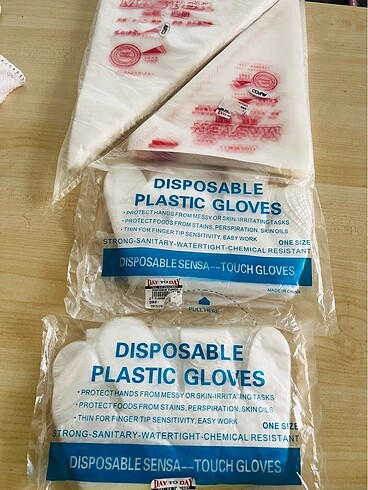 DISPOSABLE
PLASTIC GLOVES
• PROTECT HANDS FROM MESSY OR SKIN-IRRITATING TASKS
• PROTECT FOODS FROM STAINS, PERSPIRATION, SKIN OILS
• THIN FOR FINGER TIP SENSITIVITY, EASY WORK
ONE SIZE
STRONG-SANITARY-WATERTIGHT-CHEMICAL RESISTANT
DISPOSABLE SENSA---TOUCH GLOVES
DAY TO DAY
MADE IN CHINA
PULL HERE
DISPOSABLE
PLASTIC GLOVES
• PROTECT HANDS FROM MESSY OR SKIN-IRRITATING TASKS
• PROTECT FOODS FROM STAINS, PERSPIRATION, SKIN OILS
• THIN FOR FINGER TIP SENSITIVITY, EASY WORK
ONE SIZE
STRONG-SANITARY-WATERTIGHT-CHEMICAL RESISTANT
DISPOSABLE SENSA---TOUCH GLOVES
DAY TO DAY